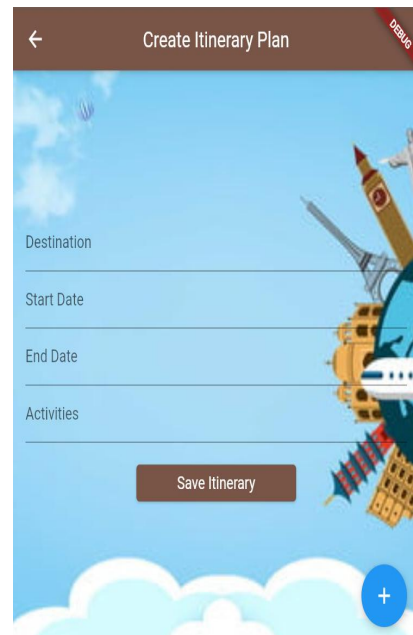 Create Itinerary Plan
DEBUG
Destination
Start Date
End Date
Activities
Save Itinerary
+